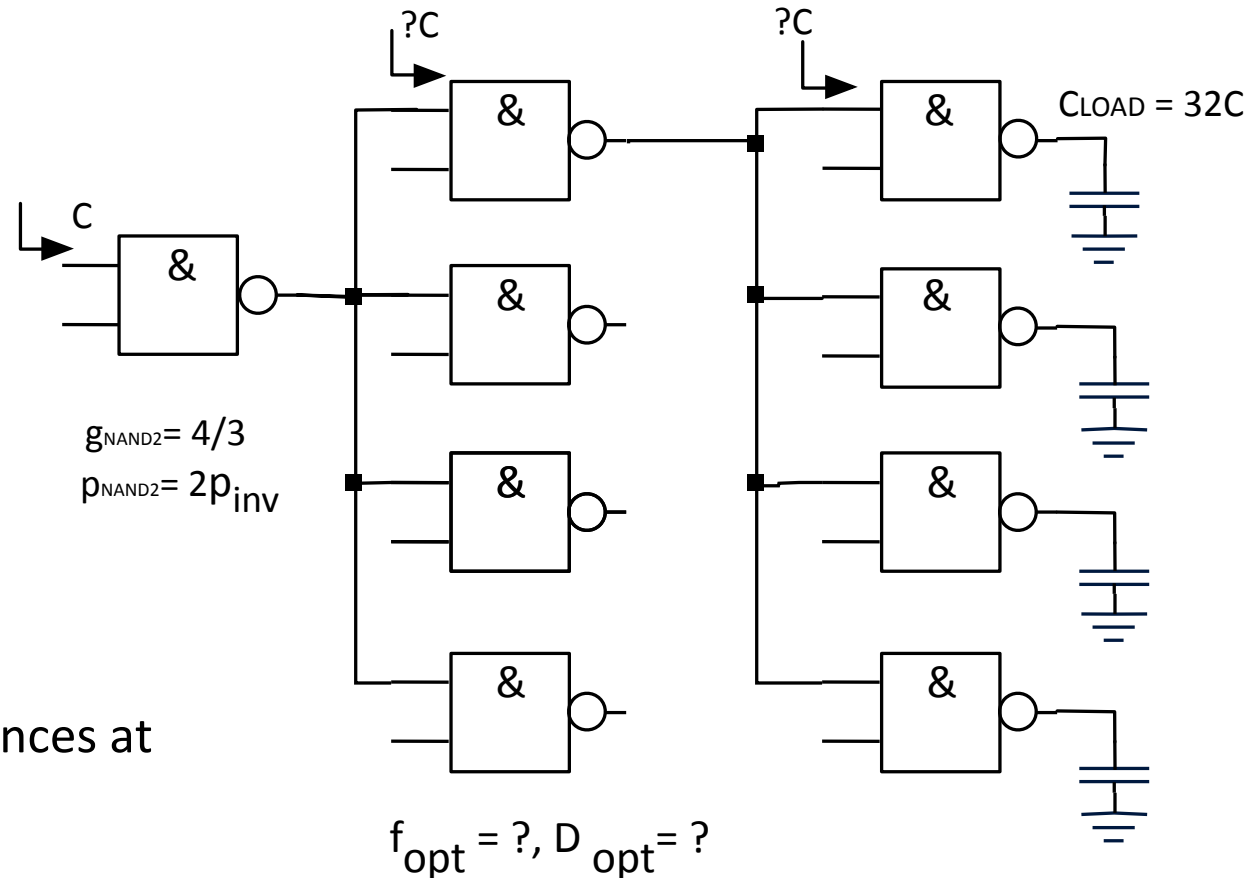 ?C
?C
&
&
CLOAD = 32C
C
&
&
&
gNAND2= 4/3
pNAND2= 2pinv
&
&
&
&
nces at
fopt = ?, D opt= ?